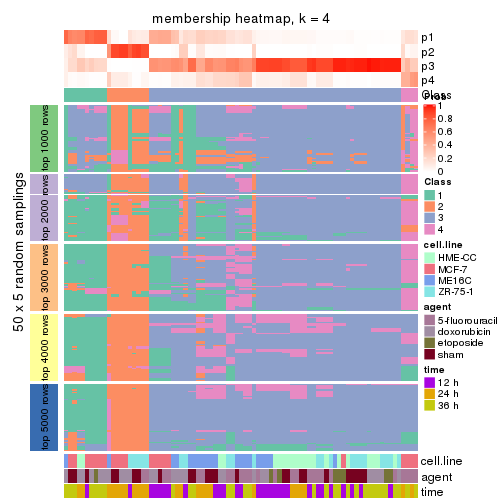 membership heatmap, k = 4
p1
p2
p3
p4
Class
Prob
1
0.8
0.6
0.4
0.2
0
Class
1
2
3
4
cell.line
HME-CC
MCF-7
ME16C
ZR-75-1
agent
5-fluorouracil
doxorubicin
etoposide
sham
time
12 h
24 h
36 h
50 x 5 random samplings
top 1000 rows
top 2000 rows
top 3000 rows
top 4000 rows
top 5000 rows
cell.line
agent
time